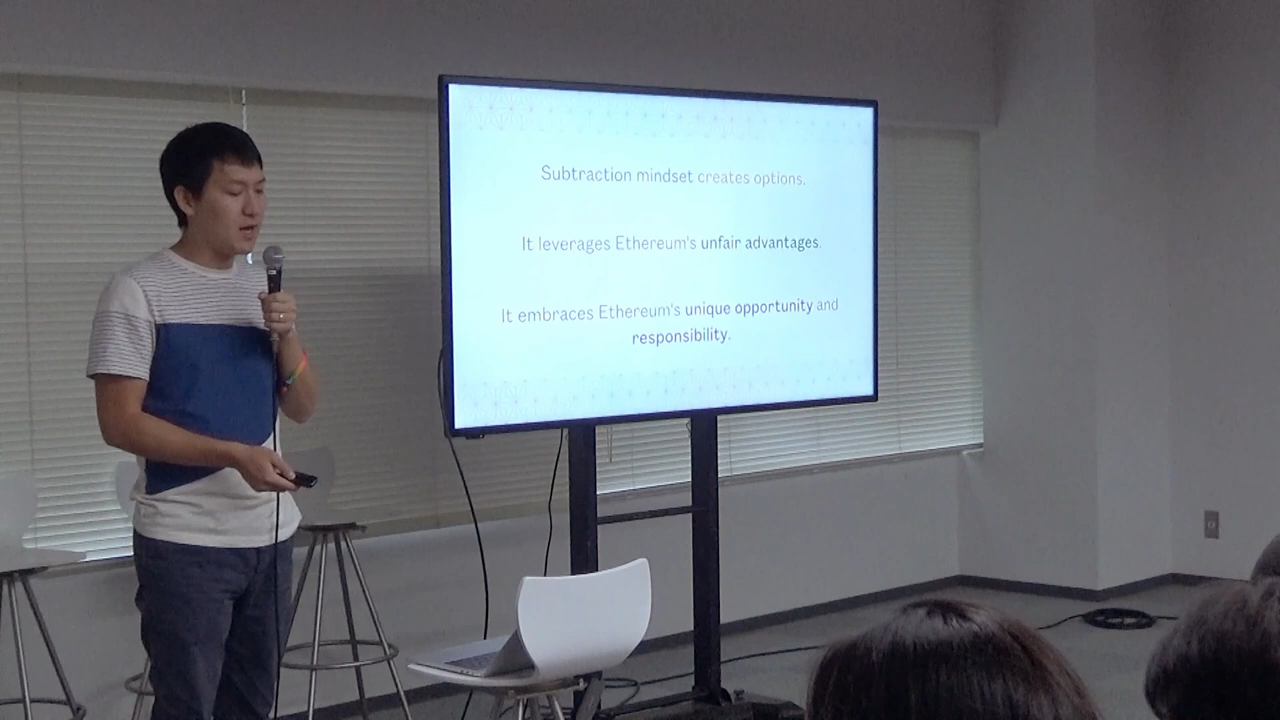 Subtraction mindset creates options.
It leverages Ethereum's unfair advantages.
It embraces Ethereum's unique opportunity and
responsibility.